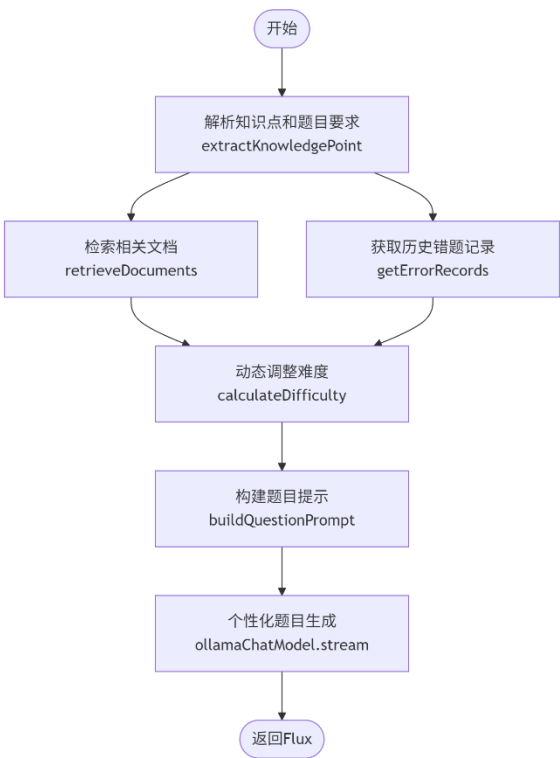 开始
解析知识点和题目要求
extractKnowledgePoint
检索相关文档
retrieveDocuments
获取历史错题记录
getErrorRecords
动态调整难度
calculateDifficulty
构建题目提示
buildQuestionPrompt
个性化题目生成
ollamaChatModel.stream
返回Flux